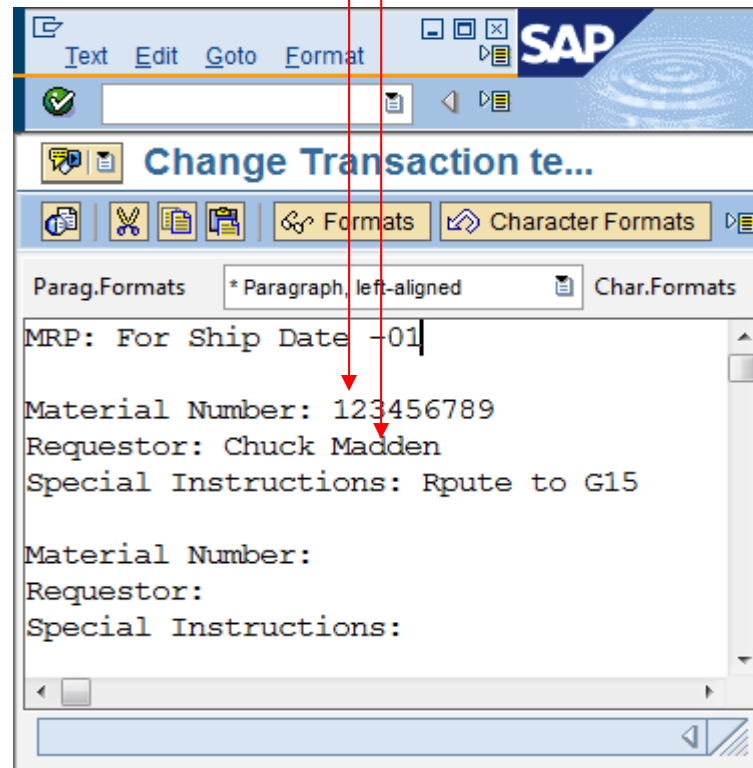 Text Edit Goto Format
SAP
Change Transaction te...
Formats Character Formats
Parag.Formats * Paragraph, left-aligned Char.Formats
MRP: For Ship Date -01
Material Number: 123456789
Requestor: Chuck Madden
Special Instructions: Rpute to G15
Material Number:
Requestor:
Special Instructions: